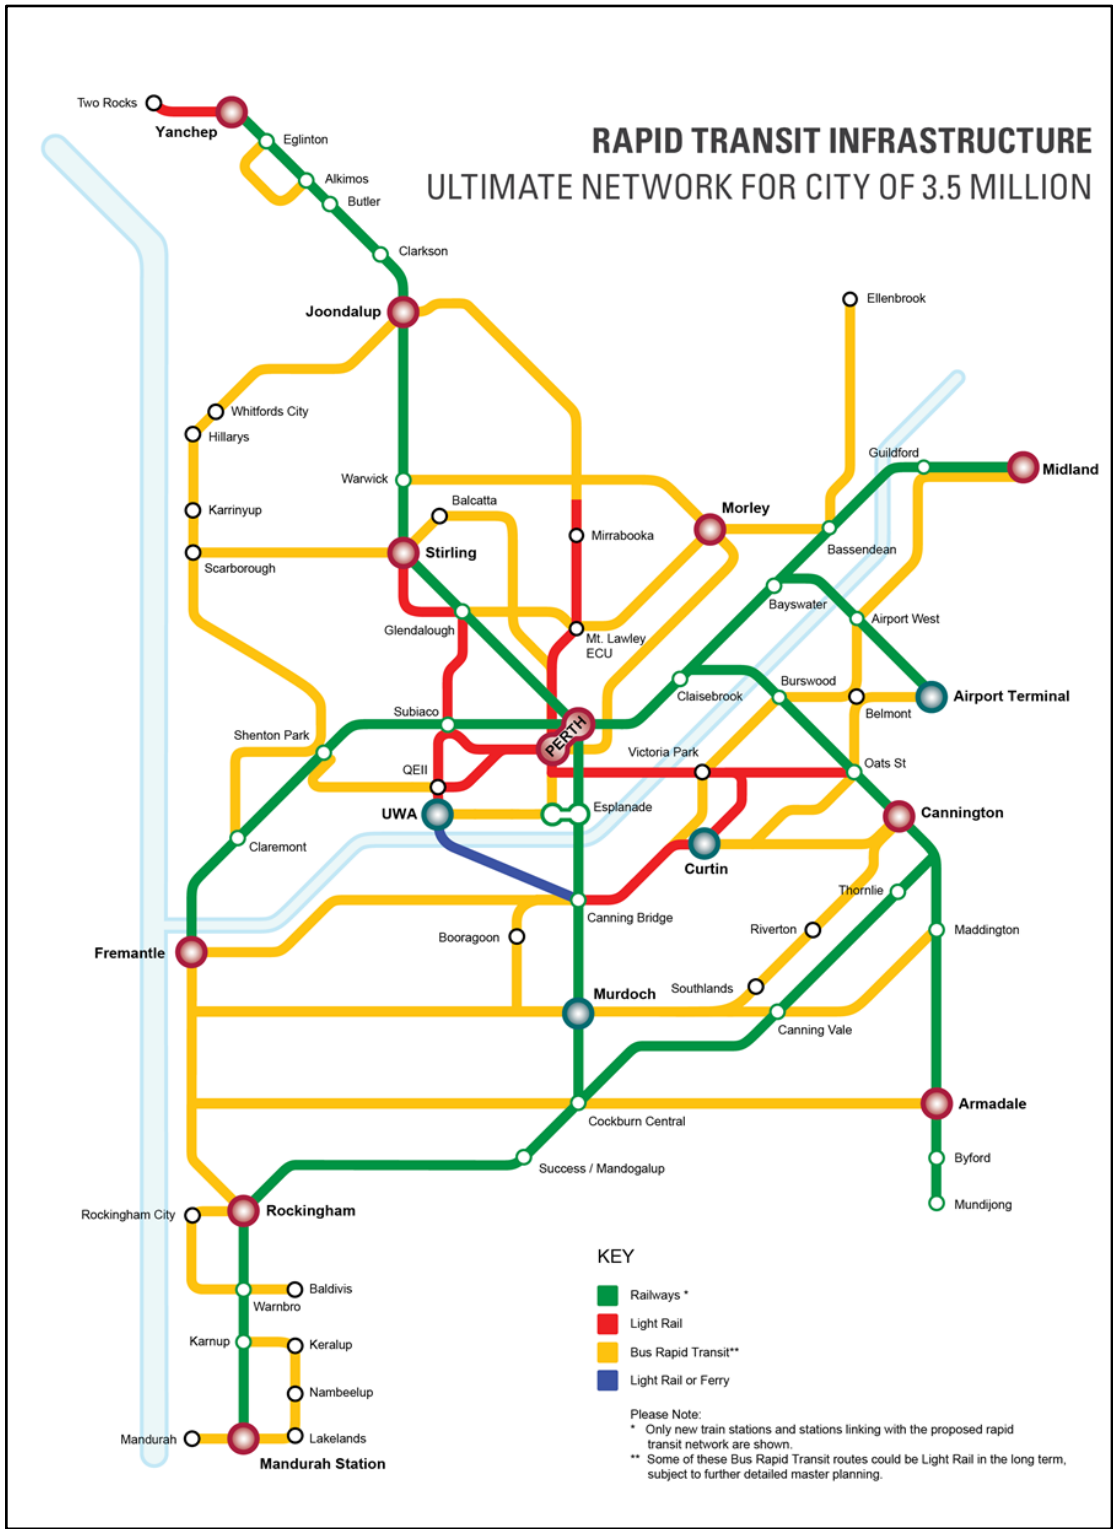 RAPID TRANSIT INFRASTRUCTURE
ULTIMATE NETWORK FOR CITY OF 3.5 MILLION
Two Rocks
Yanchep
Eglinton
Alkimos
Butler
Clarkson
Joondalup
Ellenbrook
Whitfords City
Hillarys
Guildford
Midland
Warwick
Balcatta
Morley
Karrinyup
Mirrabooka
Bassendean
Stirling
Scarborough
Bayswater
Airport West
Glendalough
Mt. Lawley
ECU
Claisebrook
Burswood
Airport Terminal
Subiaco
Belmont
Shenton Park
PERTH
Victoria Park
Oats St
QEII
UWA
Esplanade
Cannington
Claremont
Curtin
Thornlie
Canning Bridge
Booragoon
Riverton
Maddington
Fremantle
Southlands
Murdoch
Canning Vale
Armadale
Cockburn Central
Byford
Success / Mandogalup
Mundijong
Rockingham City
Rockingham
Baldivis
Warnbro
Karnup
Keralup
Nambeelup
Mandurah
Lakelands
Mandurah Station
KEY
Railways *
Light Rail
Bus Rapid Transit**
Light Rail or Ferry
Please Note:
* Only new train stations and stations linking with the proposed rapid
transit network are shown.
** Some of these Bus Rapid Transit routes could be Light Rail in the long term,
subject to further detailed master planning.